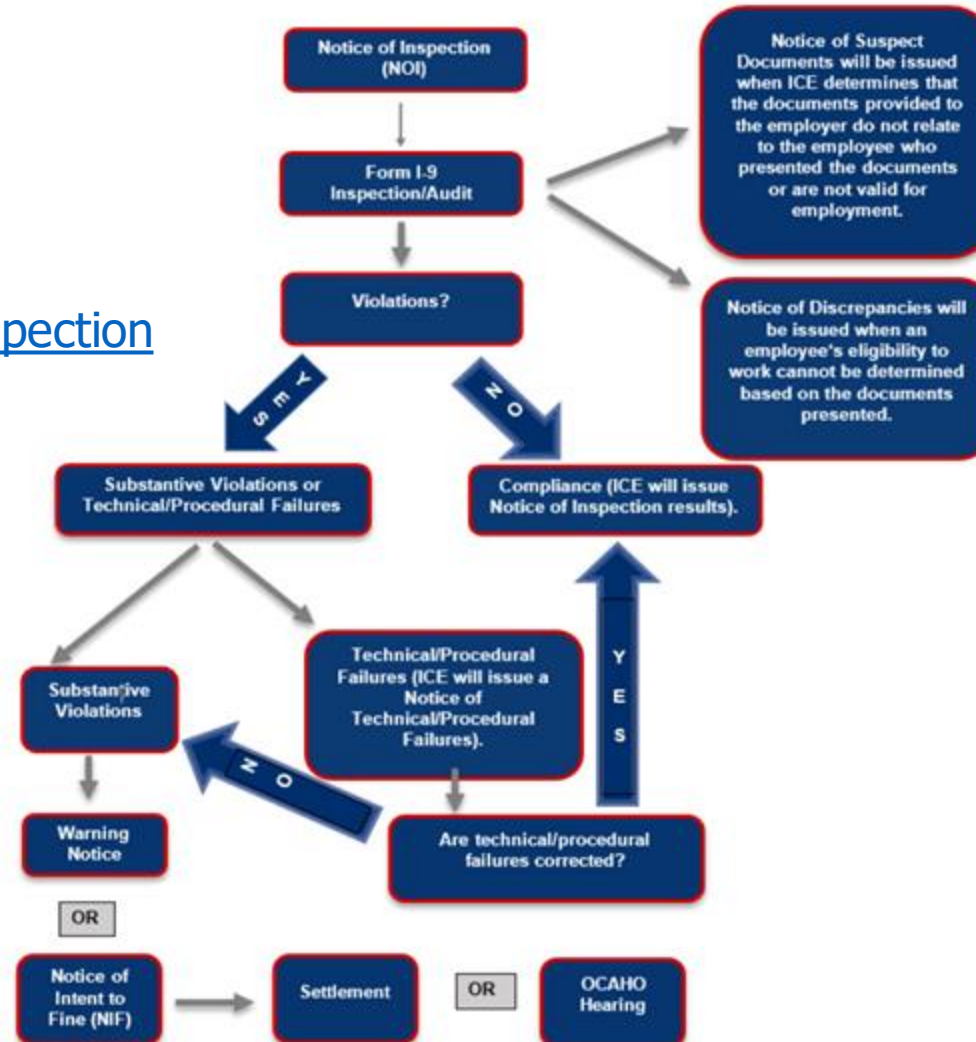 Notice of Inspection
(NOI)
Notice of Suspect
Documents will be issued
when ICE determines that
the documents provided to
the employer do not relate
to the employee who
presented the documents
or are not valid for
employment.
Form I-9
Inspection/Audit
Violations?
Notice of Discrepancies will
be issued when an
employee's eligibility to
work cannot be determined
based on the documents
presented.
pection
YES
NO
Substantive Violations or
Technical/Procedural Failures
Compliance (ICE will issue
Notice of Inspection results).
Substantive
Violations
Technical/Procedural
Failures (ICE will issue a
Notice of
Technical/Procedural
Failures).
YES
NO
Warning
Notice
Are technical/procedural
failures corrected?
OR
Notice of
Intent to
Fine (NIF)
Settlement
OR
OCAHO
Hearing